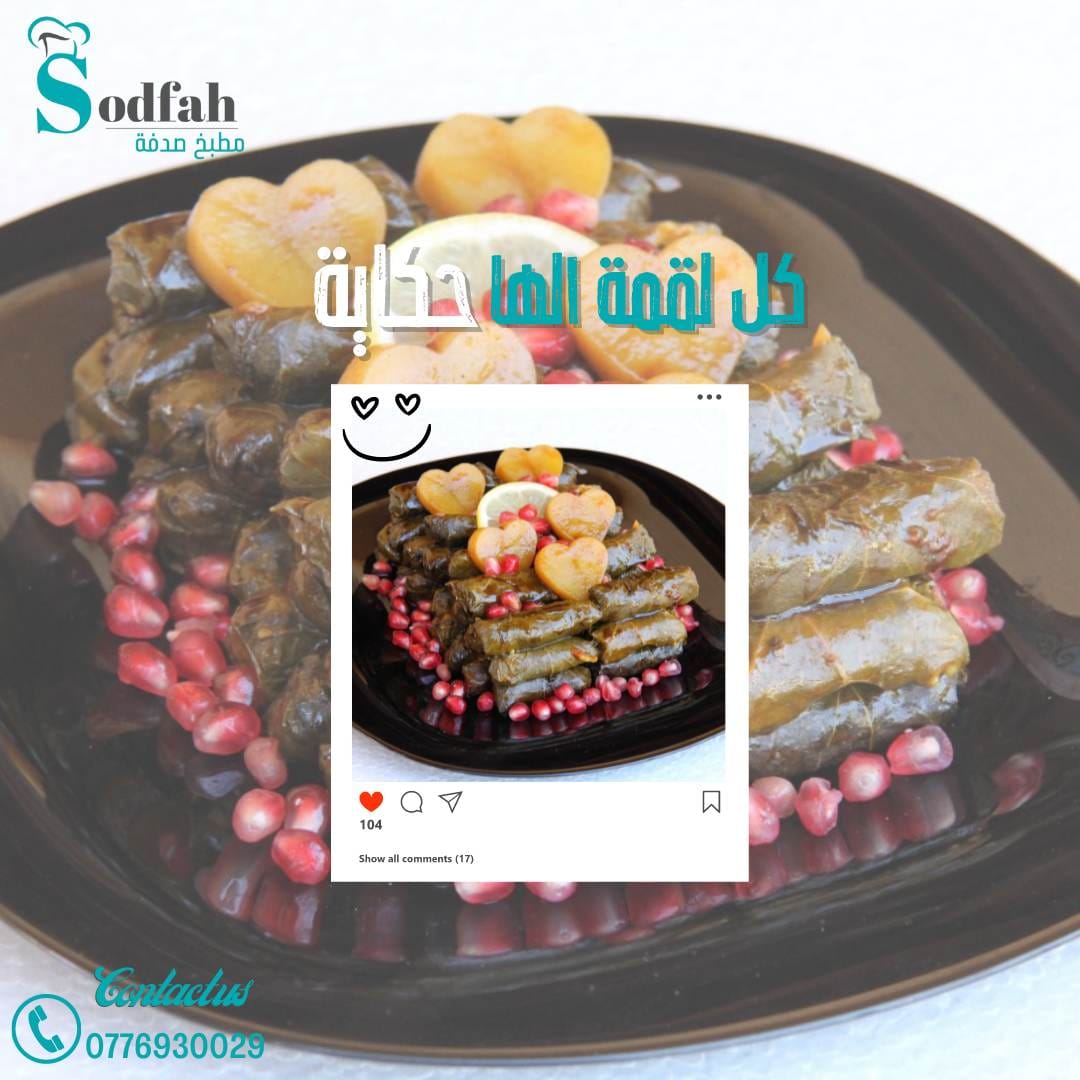 Sodfah
مطبخ صدفة
كل لقمة الها حكاية
104
Show all comments (17)
Contactus
0776930029